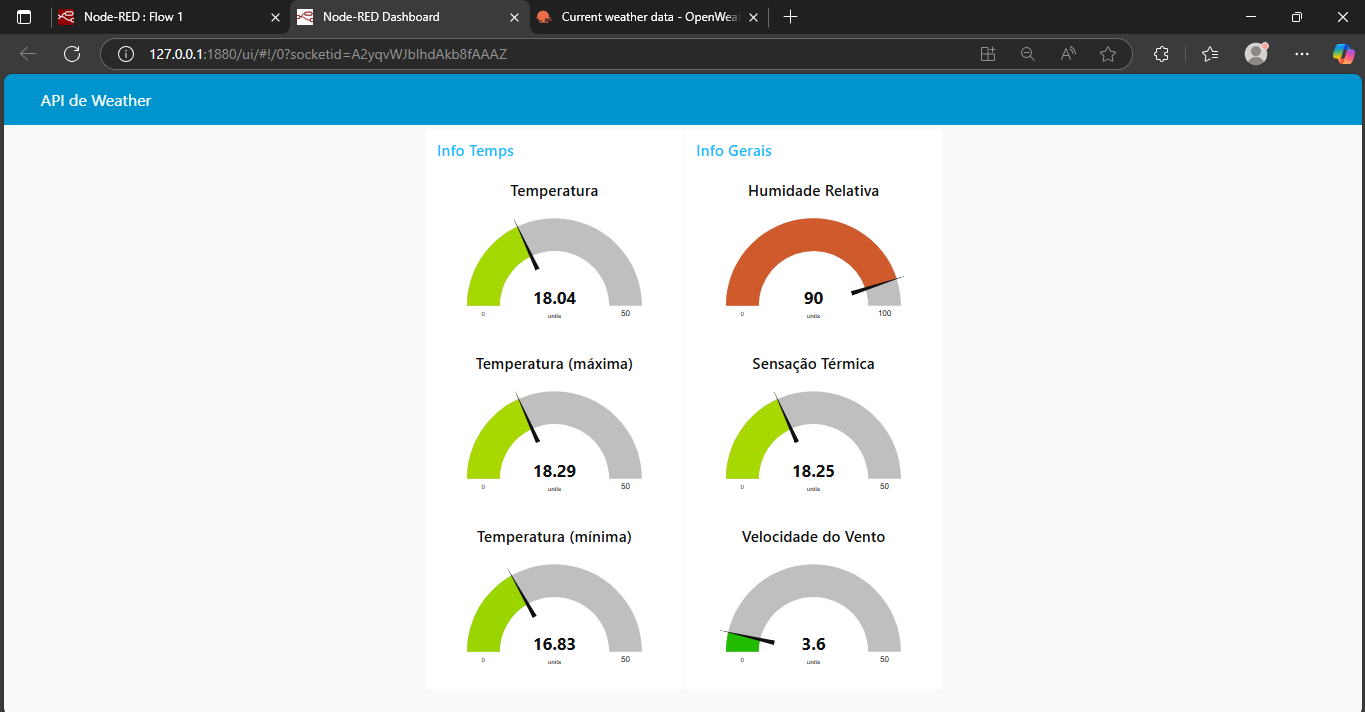 Node-RED : Flow 1
Node-RED Dashboard
Current weather data - OpenWeat
127.0.0.1:1880/ui/#!/0?socketid=A2yqvWJblhdAkb8fAAAZ
API de Weather
Info Temps
Temperatura
18.04
0
units
50
Temperatura (máxima)
18.29
0
units
50
Temperatura (mínima)
16.83
0
units
50
Info Gerais
Humidade Relativa
90
0
units
100
Sensação Térmica
18.25
0
units
50
Velocidade do Vento
3.6
0
units
50